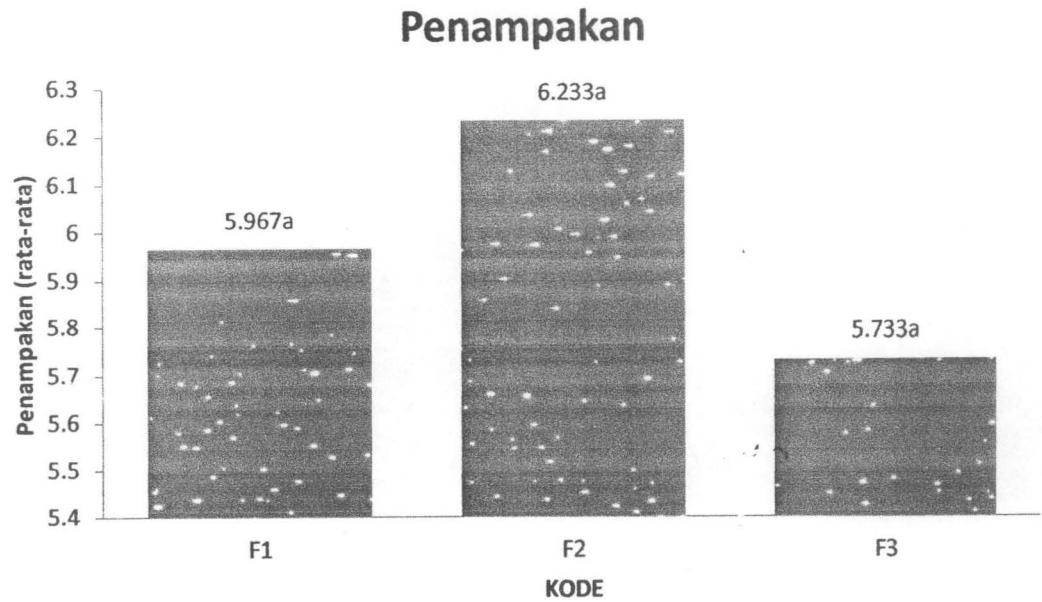 Penampakan
Penampakan (rata-rata)
6.3
6.2
6.1
6
5.9
5.8
5.7
5.6
5.5
5.4
5.967a
6.233a
5.733a
F1
F2
F3
KODE